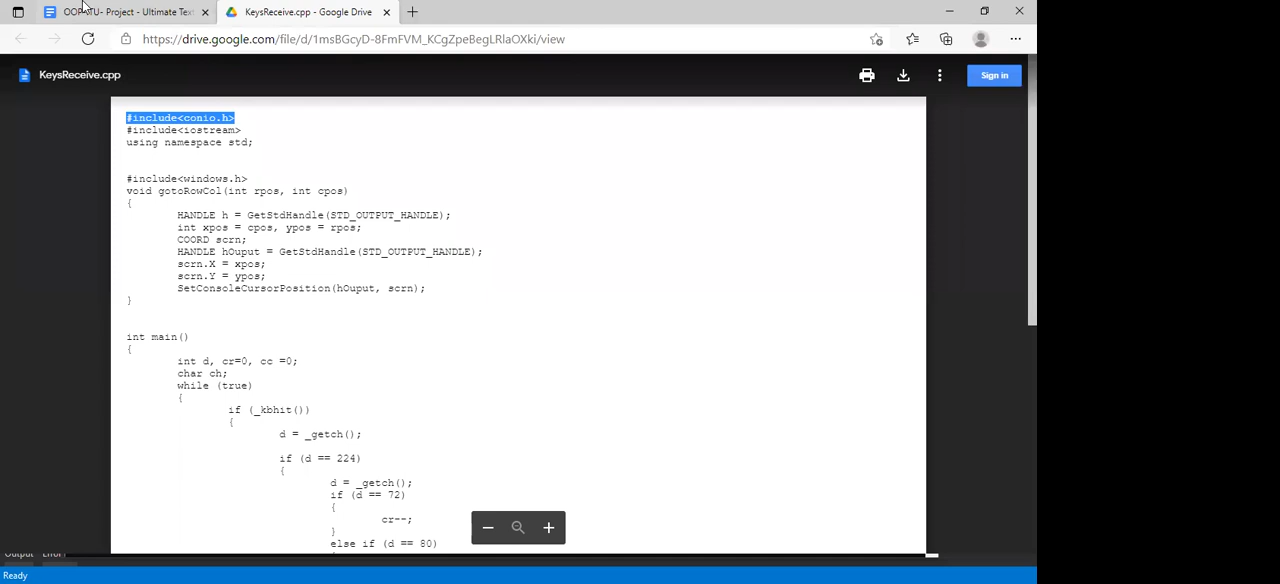 OOP-ITU- Project - Ultimate Text
KeysReceive.cpp - Google Drive
https://drive.google.com/file/d/1msBGcyD-8FmFVM_KCgZpeBegLRlaOXki/view
KeysReceive.cpp
Sign in
#include<conio.h>
#include<iostream>
using namespace std;
#include<windows.h>
void gotoRowCol(int rpos, int cpos)
{
HANDLE h = GetStdHandle(STD_OUTPUT_HANDLE);
int xpos = cpos, ypos = rpos;
COORD scrn;
HANDLE hOuput = GetStdHandle(STD_OUTPUT_HANDLE);
scrn.X = xpos;
scrn.Y = ypos;
SetConsoleCursorPosition(hOuput, scrn);
}
int main()
{
int d, cr=0, cc =0;
char ch;
while (true)
{
if (_kbhit())
{
d = _getch();
if (d == 224)
{
d = _getch();
if (d == 72)
{
cr--;
}
else if (d == 80)
Output
Ready